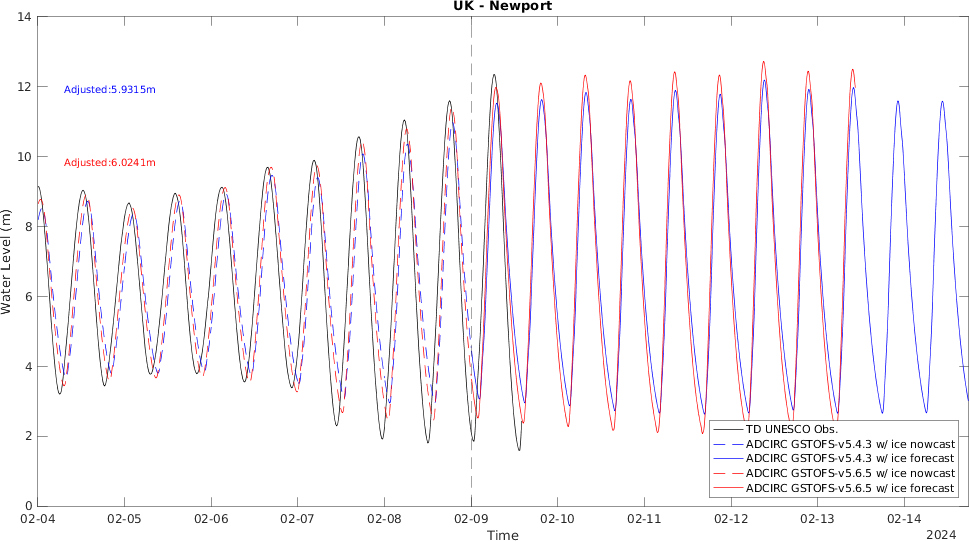 UK - Newport
14
12
10
8
6
4
2
0
Water Level (m)
Adjusted:5.9315m
Adjusted:6.0241m
TD UNESCO Obs.
ADCIRC GSTOFS-v5.4.3 w/ ice nowcast
ADCIRC GSTOFS-v5.4.3 w/ ice forecast
ADCIRC GSTOFS-v5.6.5 w/ ice nowcast
ADCIRC GSTOFS-v5.6.5 w/ ice forecast
02-04 02-05 02-06 02-07 02-08 02-09 02-10 02-11 02-12 02-13 02-14
Time
2024